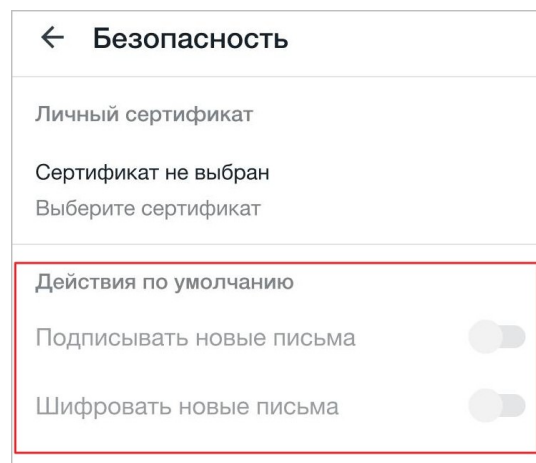 Безопасность
Личный сертификат
Сертификат не выбран
Выберите сертификат
Действия по умолчанию
Подписывать новые письма
Шифровать новые письма